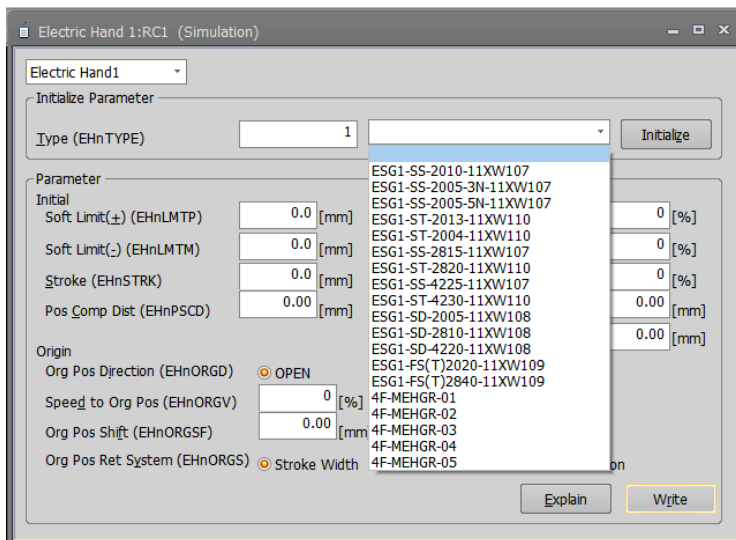 Electric Hand 1:RC1 (Simulation)
Electric Hand1
Initialize Parameter
Type (EHnTYPE) 1 Initialize
Parameter
Initial
Soft Limit(+) (EHnLMTP) 0.0 [mm]
Soft Limit(-) (EHnLMTM) 0.0 [mm]
Stroke (EHnSTRK) 0.0 [mm]
Pos Comp Dist (EHnPSCD) 0.00 [mm]
Origin
Org Pos Direction (EHnORGD) OPEN
Speed to Org Pos (EHnORGV) 0 [%]
Org Pos Shift (EHnORGSF) 0.00 [mm
Org Pos Ret System (EHnORGS) Stroke Width
ESG1-SS-2010-11XW107
ESG1-SS-2005-3N-11XW107
ESG1-SS-2005-5N-11XW107
ESG1-ST-2013-11XW110
ESG1-ST-2004-11XW110
ESG1-SS-2815-11XW107
ESG1-ST-2820-11XW110
ESG1-SS-4225-11XW107
ESG1-ST-4230-11XW110
ESG1-SD-2005-11XW108
ESG1-SD-2810-11XW108
ESG1-SD-4220-11XW108
ESG1-FS(T)2020-11XW109
ESG1-FS(T)2840-11XW109
4F-MEHGR-01
4F-MEHGR-02
4F-MEHGR-03
4F-MEHGR-04
4F-MEHGR-05
0 [%]
0 [%]
0 [%]
0.00 [mm]
0.00 [mm]
on
Explain Write